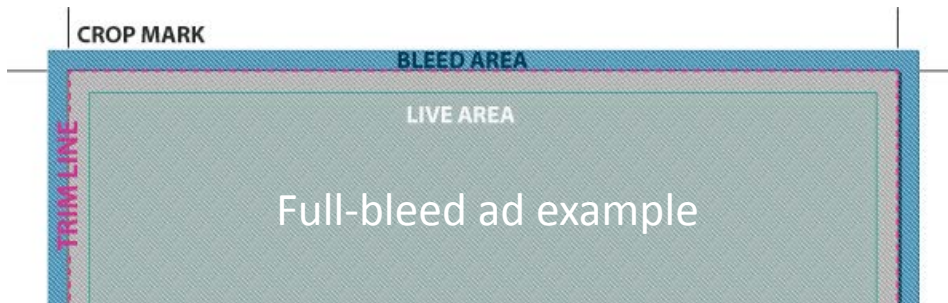 CROP MARK
BLEED AREA
LIVE AREA
TRIM LINE
Full-bleed ad example